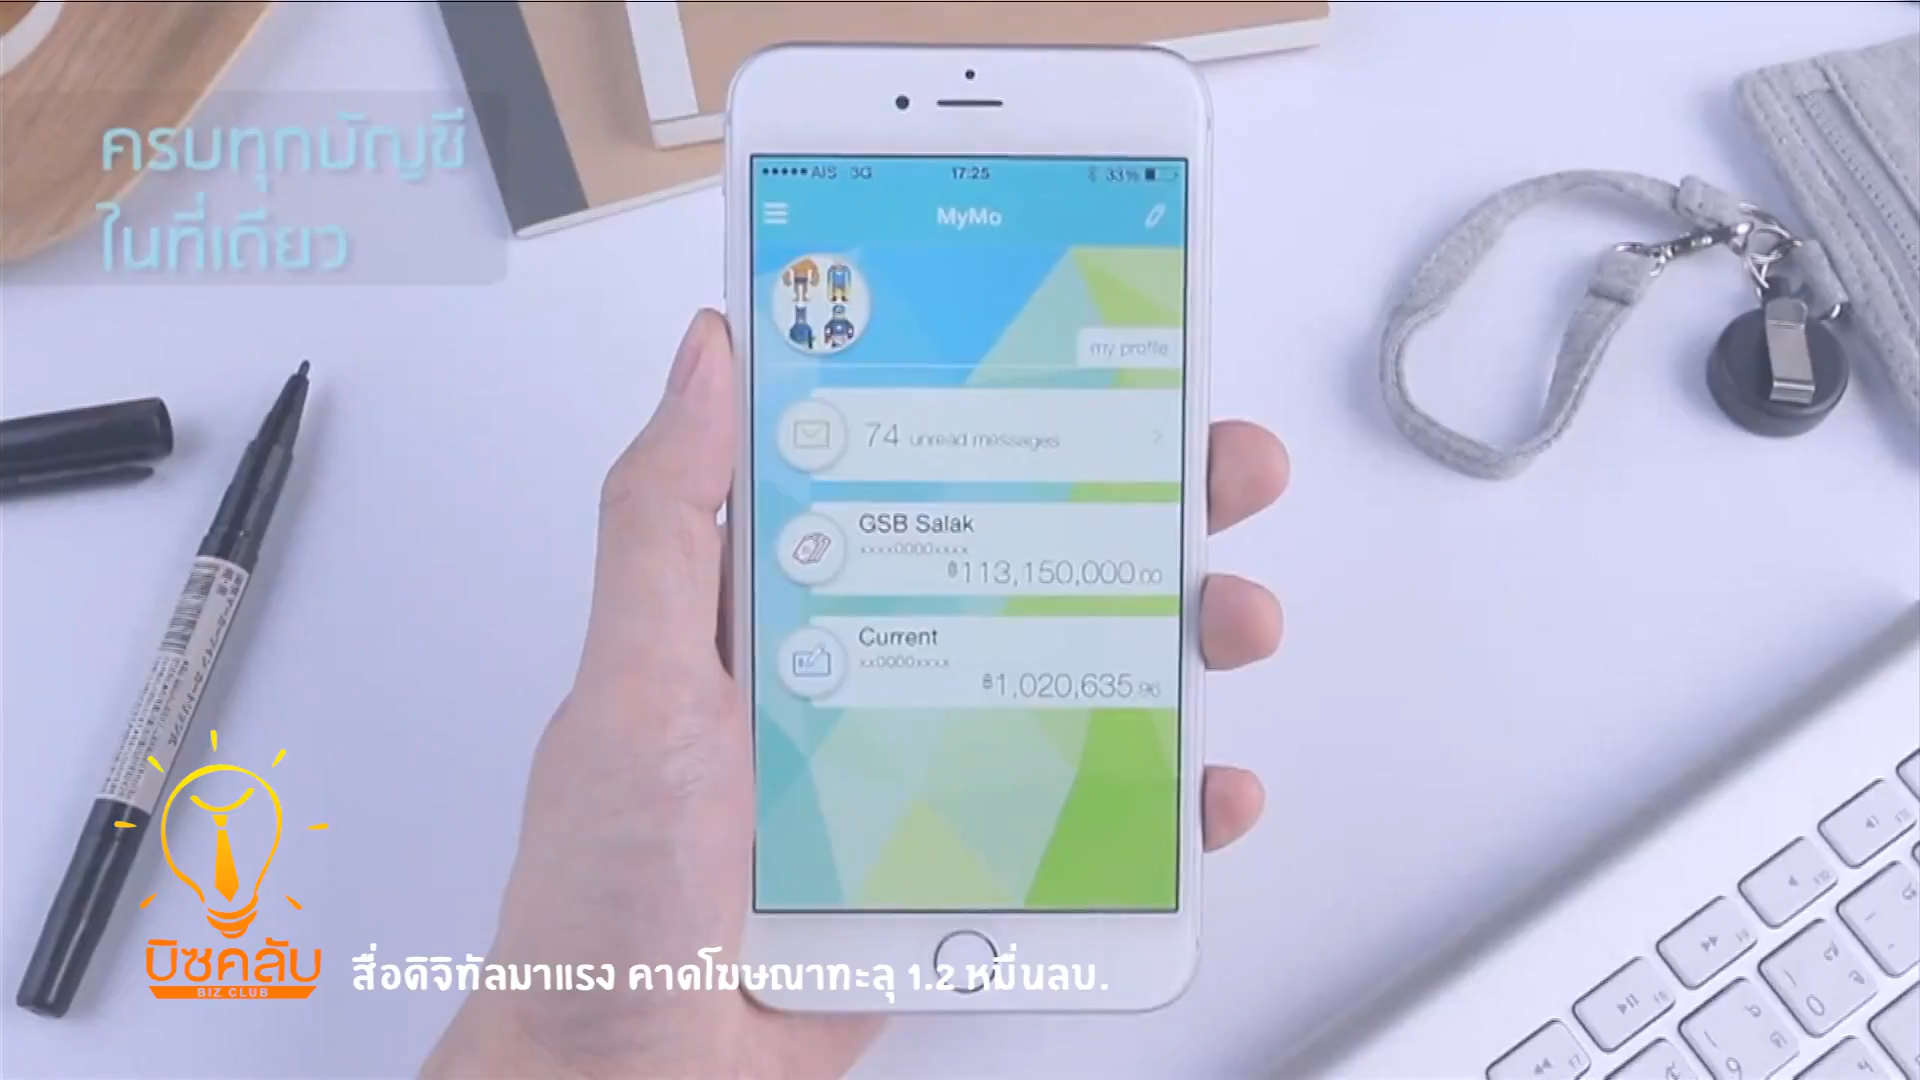 ครบทุกบัญชี
ในที่เดียว
AIS 3G 17:25 33%
MyMo
my profile
74 unread messages
GSB Salak
xxxx0000xxxx
฿113,150,000.00
Current
xx0000xxxx
฿1,020,635.96
บิซคลับ
BIZ CLUB
สื่อดิจิทัลมาแรง คาดโฆษณาทะลุ 1.2 หมื่นลบ.